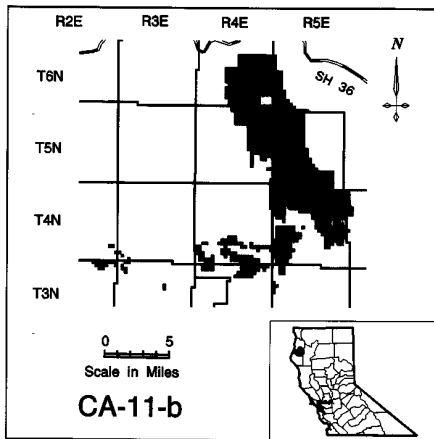 R2E R3E R4E R5E
N
T6N
SH 36
T5N
T4N
T3N
0 5
Scale in Miles
CA-11-b